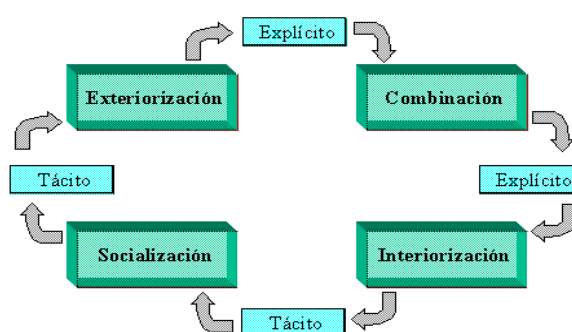 Explícito
Exteriorización
Combinación
Tácito
Explícito
Socialización
Interiorización
Tácito